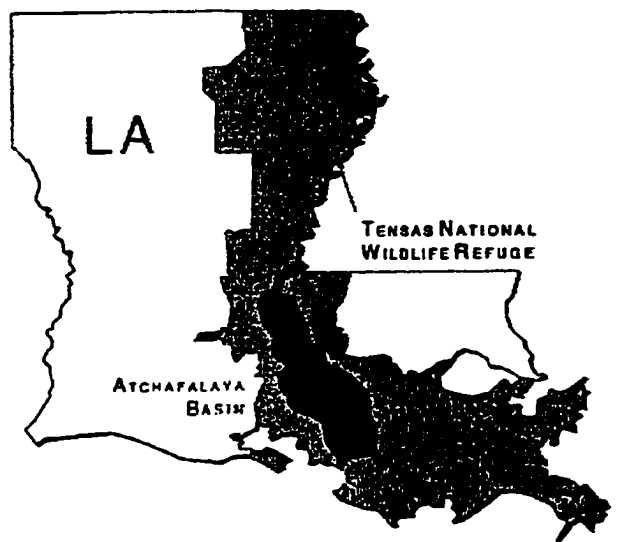 LA
TENSAS NATIONAL
WILDLIFE REFUGE
ATCHAFALAYA
BASIN